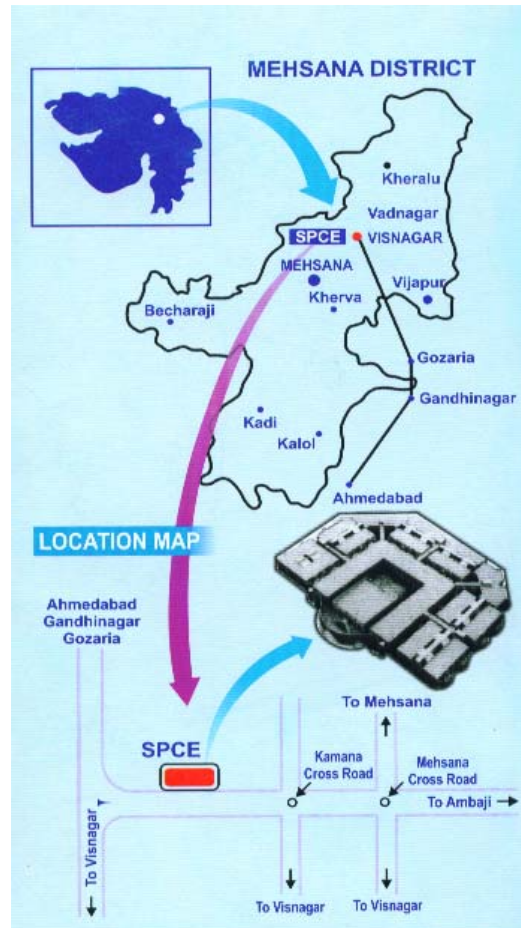 MEHSANA DISTRICT
Kheralu
Vadnagar
SPCE
VISNAGAR
MEHSANA
Kherva
Vijapur
Becharaji
Gozaria
Gandhinagar
Kadi
Kalol
Ahmedabad
LOCATION MAP
Ahmedabad
Gandhinagar
Gozaria
To Mehsana
SPCE
Kamana
Cross Road
Mehsana
Cross Road
To Ambaji
To Visnagar
To Visnagar
To Visnagar